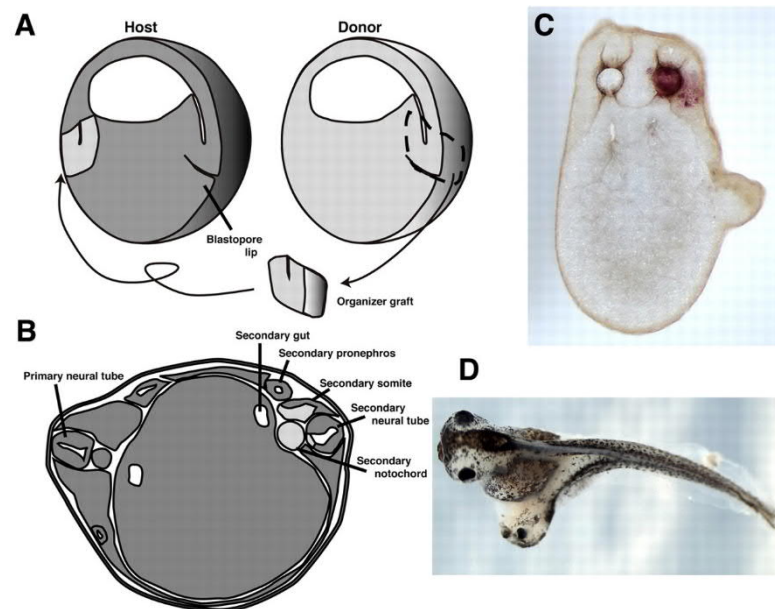 A
Host
Donor
C
Blastopore
lip
Organizer graft
B
Secondary gut
Secondary pronephros
Primary neural tube
Secondary somite
Secondary
neural tube
Secondary
notochord
D